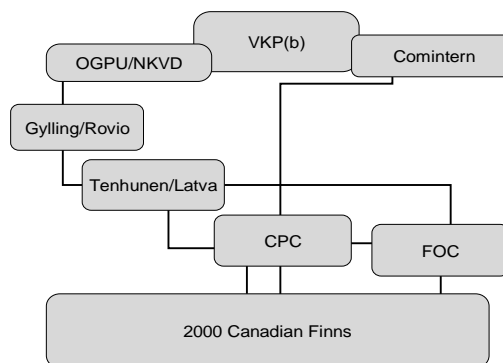 VKP(b)
OGPU/NKVD
Comintern
Gylling/Rovio
Tenhunen/Latva
CPC
FOC
2000 Canadian Finns